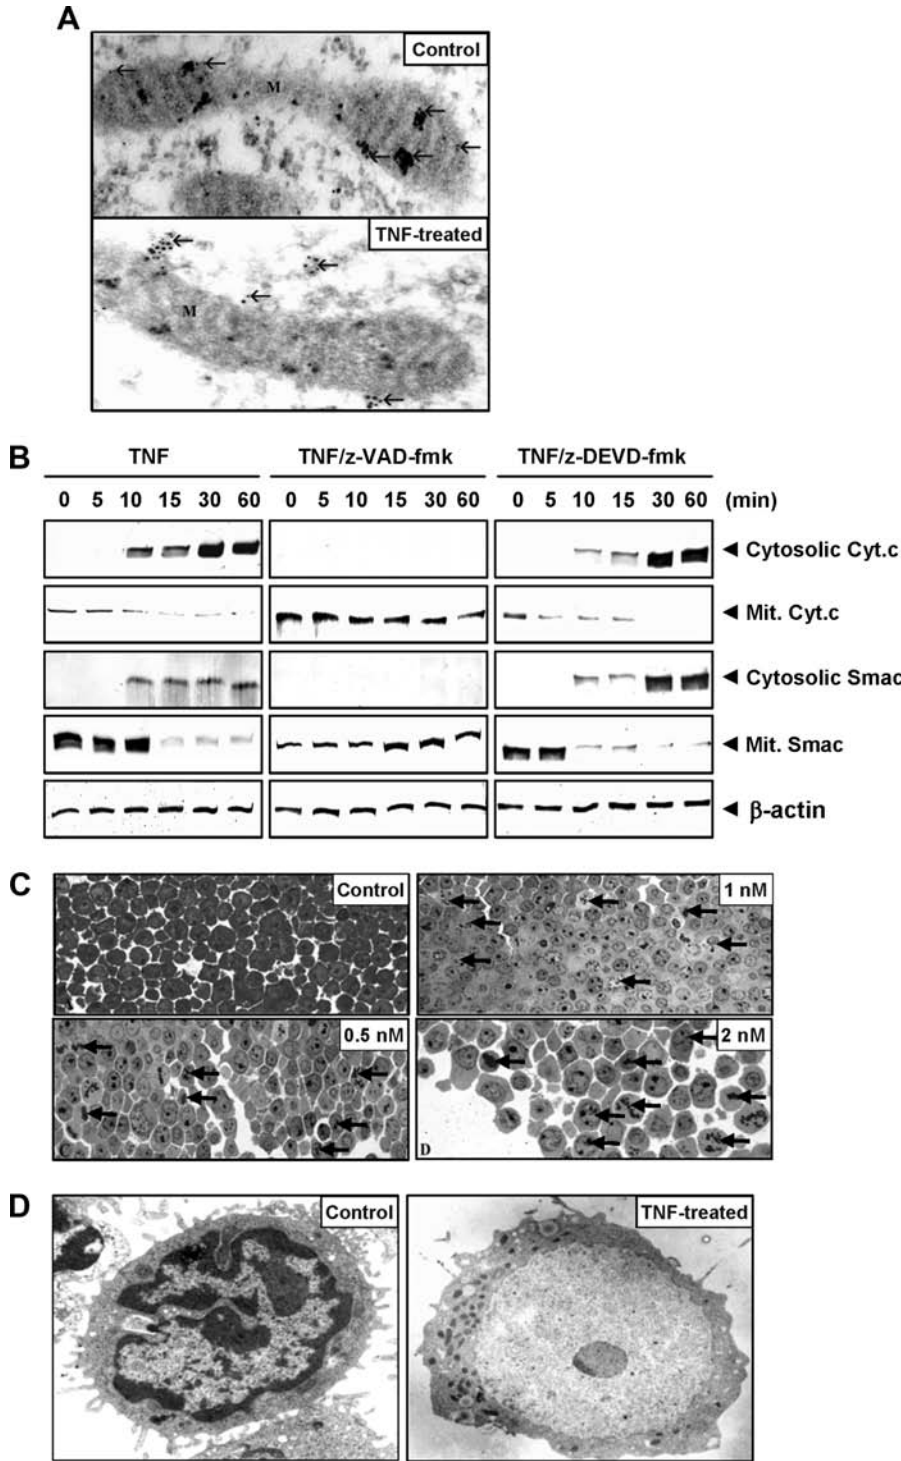 A
Control
M
TNF-treated
M
B
TNF TNF/z-VAD-fmk TNF/z-DEVD-fmk
0 5 10 15 30 60 0 5 10 15 30 60 0 5 10 15 30 60 (min)
◄ Cytosolic Cyt.c
◄ Mit. Cyt.c
◄ Cytosolic Smac
◄ Mit. Smac
◄ β-actin
C
Control 1 nM
0.5 nM 2 nM
C D
D
Control TNF-treated